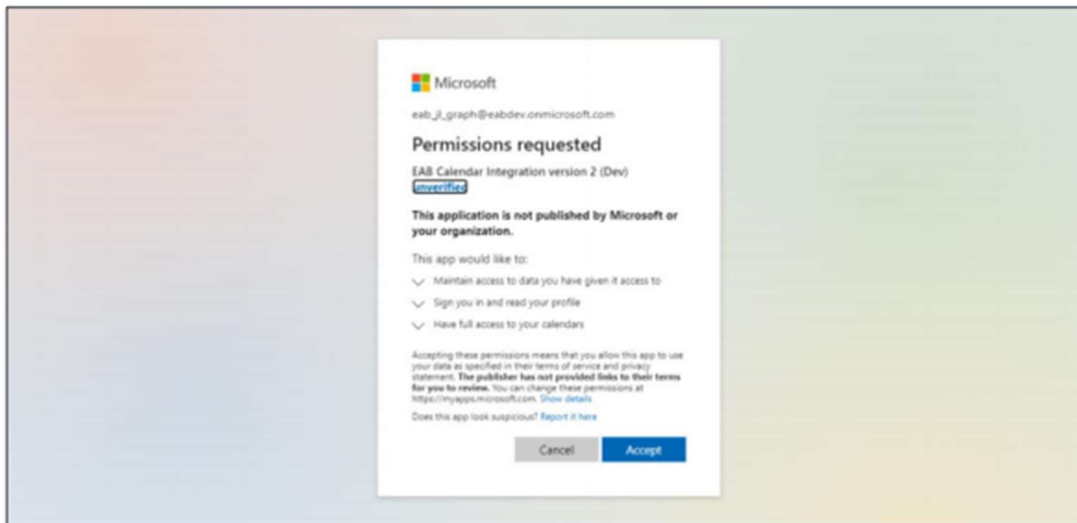 Microsoft
eab_jl_graph@eabdev.onmicrosoft.com
Permissions requested
EAB Calendar Integration version 2 (Dev)
unverified
This application is not published by Microsoft or
your organization.
This app would like to:
Maintain access to data you have given it access to
Sign you in and read your profile
Have full access to your calendars
Accepting these permissions means that you allow this app to use
your data as specified in their terms of service and privacy
statement. The publisher has not provided links to their terms
for you to review. You can change these permissions at
https://myapps.microsoft.com. Show details
Does this app look suspicious? Report it here
Cancel Accept